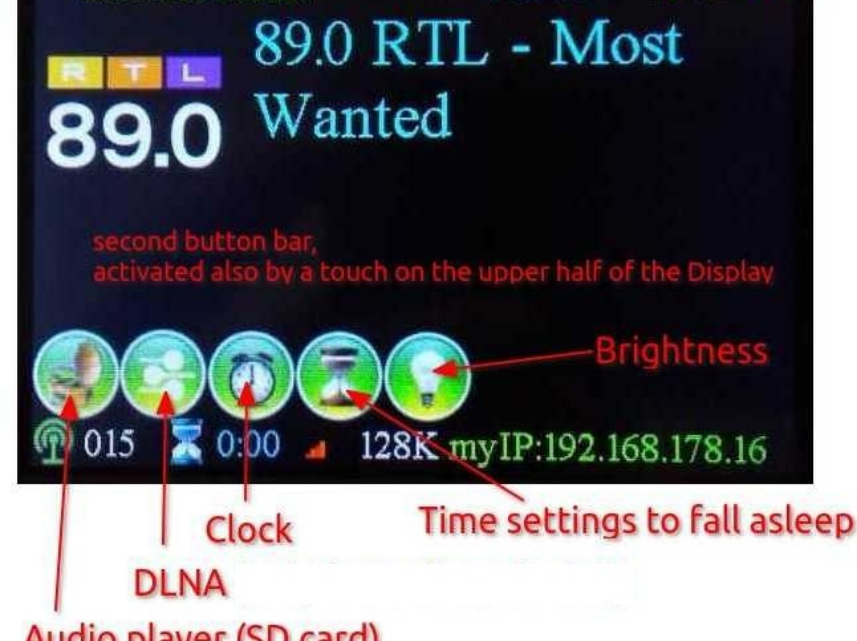 89.0 RTL - Most
Wanted
R T L
89.0
second button bar,
activated also by a touch on the upper half of the Display
Brightness
015 0:00 128K myIP:192.168.178.16
Time settings to fall asleep
Clock
DLNA
Audio player (SD card)